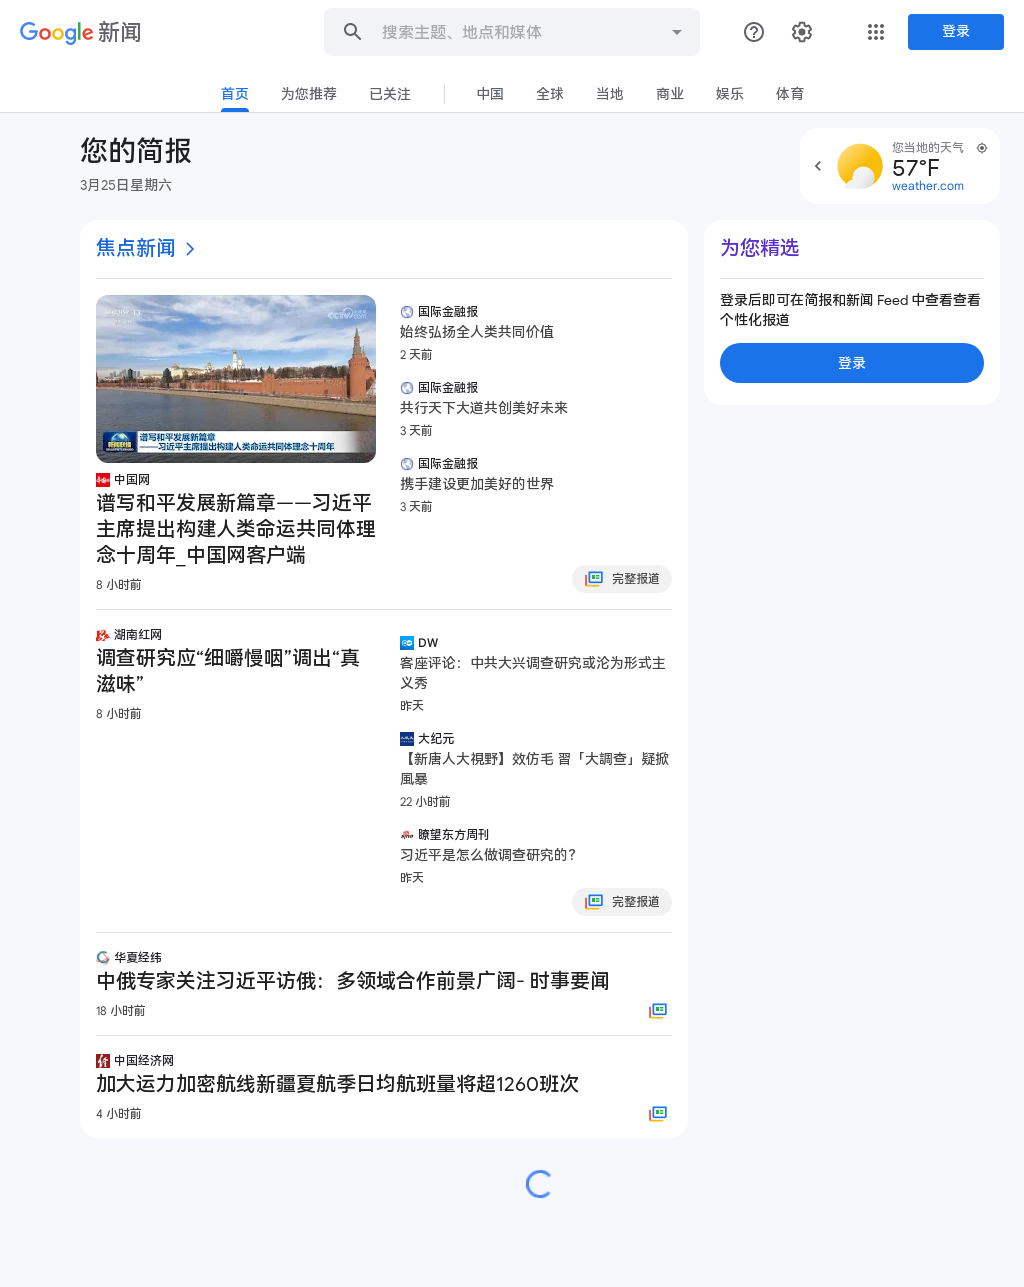 Google 新闻
搜索主题、地点和媒体
登录
首页
为您推荐
已关注
中国
全球
当地
商业
娱乐
体育
您的简报
3月25日星期六
您当地的天气
57°F
weather.com
焦点新闻
CCTV
com
谱写和平发展新篇章
——习近平主席提出构建人类命运共同体理念十周年
新闻联播
中国网
谱写和平发展新篇章——习近平
主席提出构建人类命运共同体理
念十周年_中国网客户端
8 小时前
国际金融报
始终弘扬全人类共同价值
2 天前
国际金融报
共行天下大道共创美好未来
3 天前
国际金融报
携手建设更加美好的世界
3 天前
完整报道
湖南红网
调查研究应“细嚼慢咽”调出“真
滋味”
8 小时前
DW
客座评论：中共大兴调查研究或沦为形式主
义秀
昨天
大纪元
【新唐人大視野】效仿毛 習「大調查」疑掀
風暴
22 小时前
瞭望东方周刊
习近平是怎么做调查研究的？
昨天
完整报道
华夏经纬
中俄专家关注习近平访俄：多领域合作前景广阔- 时事要闻
18 小时前
中国经济网
加大运力加密航线新疆夏航季日均航班量将超1260班次
4 小时前
为您精选
登录后即可在简报和新闻 Feed 中查看查看
个性化报道
登录